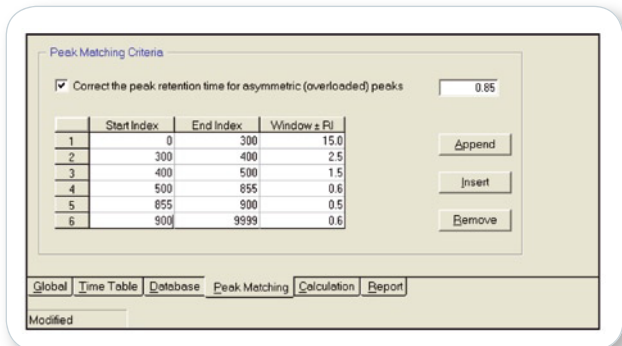 Peak Matching Criteria
Correct the peak retention time for asymmetric (overloaded) peaks 0.85
Start Index End Index Window ± RI
1 0 300 15.0
2 300 400 2.5
3 400 500 1.5
4 500 855 0.6
5 855 900 0.5
6 900 9999 0.6
Append
Insert
Remove
Global Time Table Database Peak Matching Calculation Report
Modified